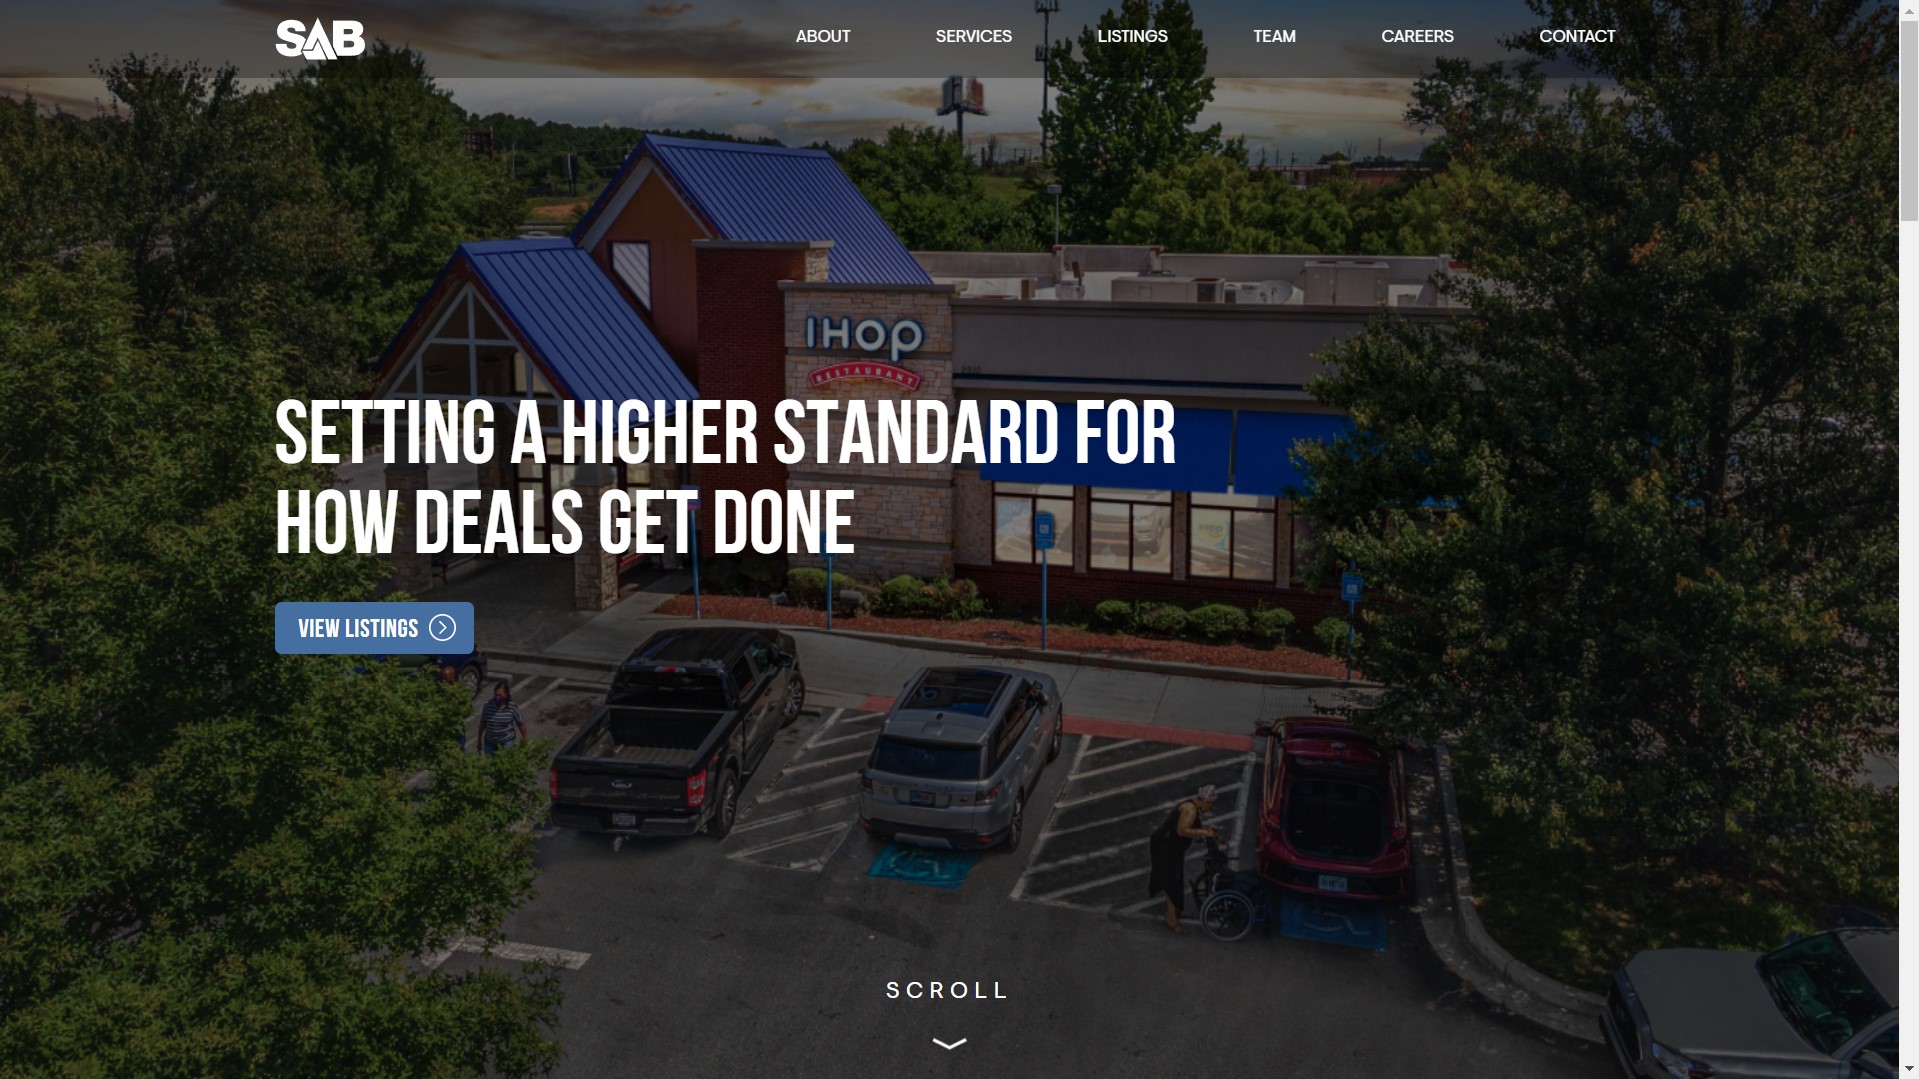 SAB
ABOUT
SERVICES
LISTINGS
TEAM
CAREERS
CONTACT
IHOP
RESTAURANT
SETTING A HIGHER STANDARD FOR
HOW DEALS GET DONE
VIEW LISTINGS
SCROLL